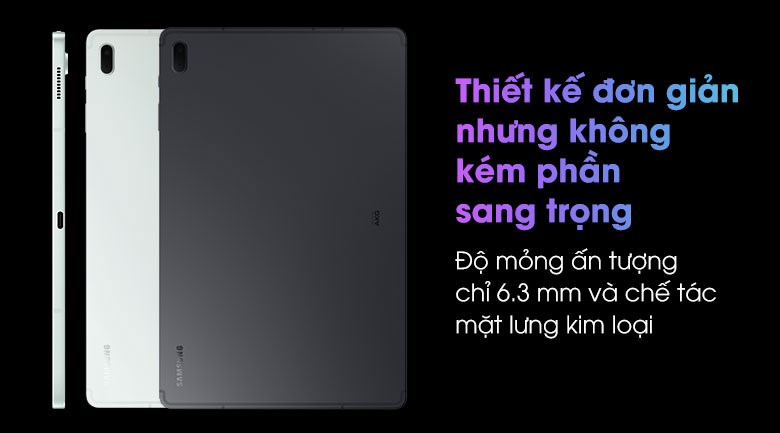 Thiết kế đơn giản
nhưng không
kém phần
sang trọng
Độ mỏng ấn tượng
chỉ 6.3 mm và chế tác
mặt lưng kim loại
SAMSUNG
SAMSUNG